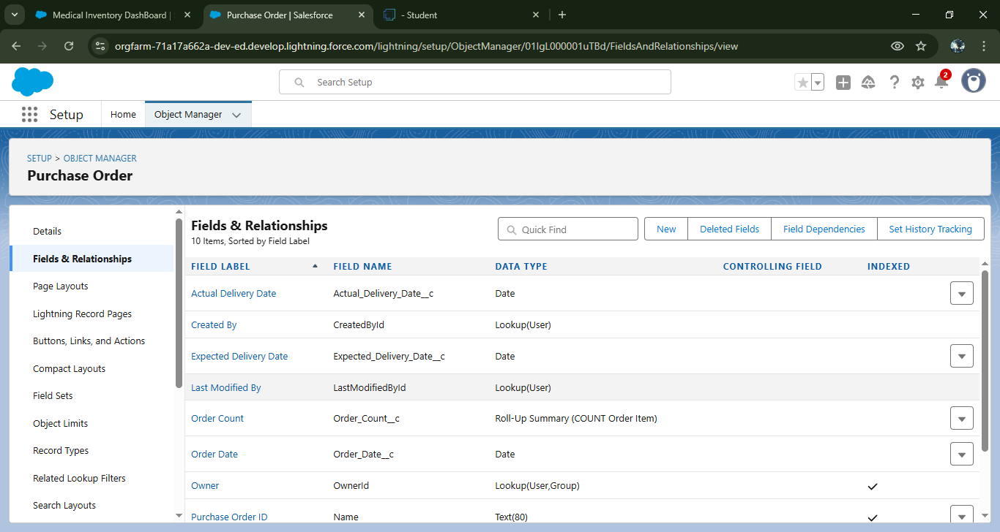 Medical Inventory DashBoard |
Purchase Order | Salesforce
- Student
orgfarm-71a17a662a-dev-ed.develop.lightning.force.com/lightning/setup/ObjectManager/01IgL000001uTBd/FieldsAndRelationships/view
Search Setup
2
Setup
Home
Object Manager
SETUP > OBJECT MANAGER
Purchase Order
Details
Fields & Relationships
Page Layouts
Lightning Record Pages
Buttons, Links, and Actions
Compact Layouts
Field Sets
Object Limits
Record Types
Related Lookup Filters
Search Layouts
Fields & Relationships
10 Items, Sorted by Field Label
Quick Find
New
Deleted Fields
Field Dependencies
Set History Tracking
FIELD LABEL FIELD NAME DATA TYPE CONTROLLING FIELD INDEXED
Actual Delivery Date Actual_Delivery_Date__c Date
Created By CreatedById Lookup(User)
Expected Delivery Date Expected_Delivery_Date__c Date
Last Modified By LastModifiedById Lookup(User)
Order Count Order_Count__c Roll-Up Summary (COUNT Order Item)
Order Date Order_Date__c Date
Owner OwnerId Lookup(User,Group)
Purchase Order ID Name Text(80)